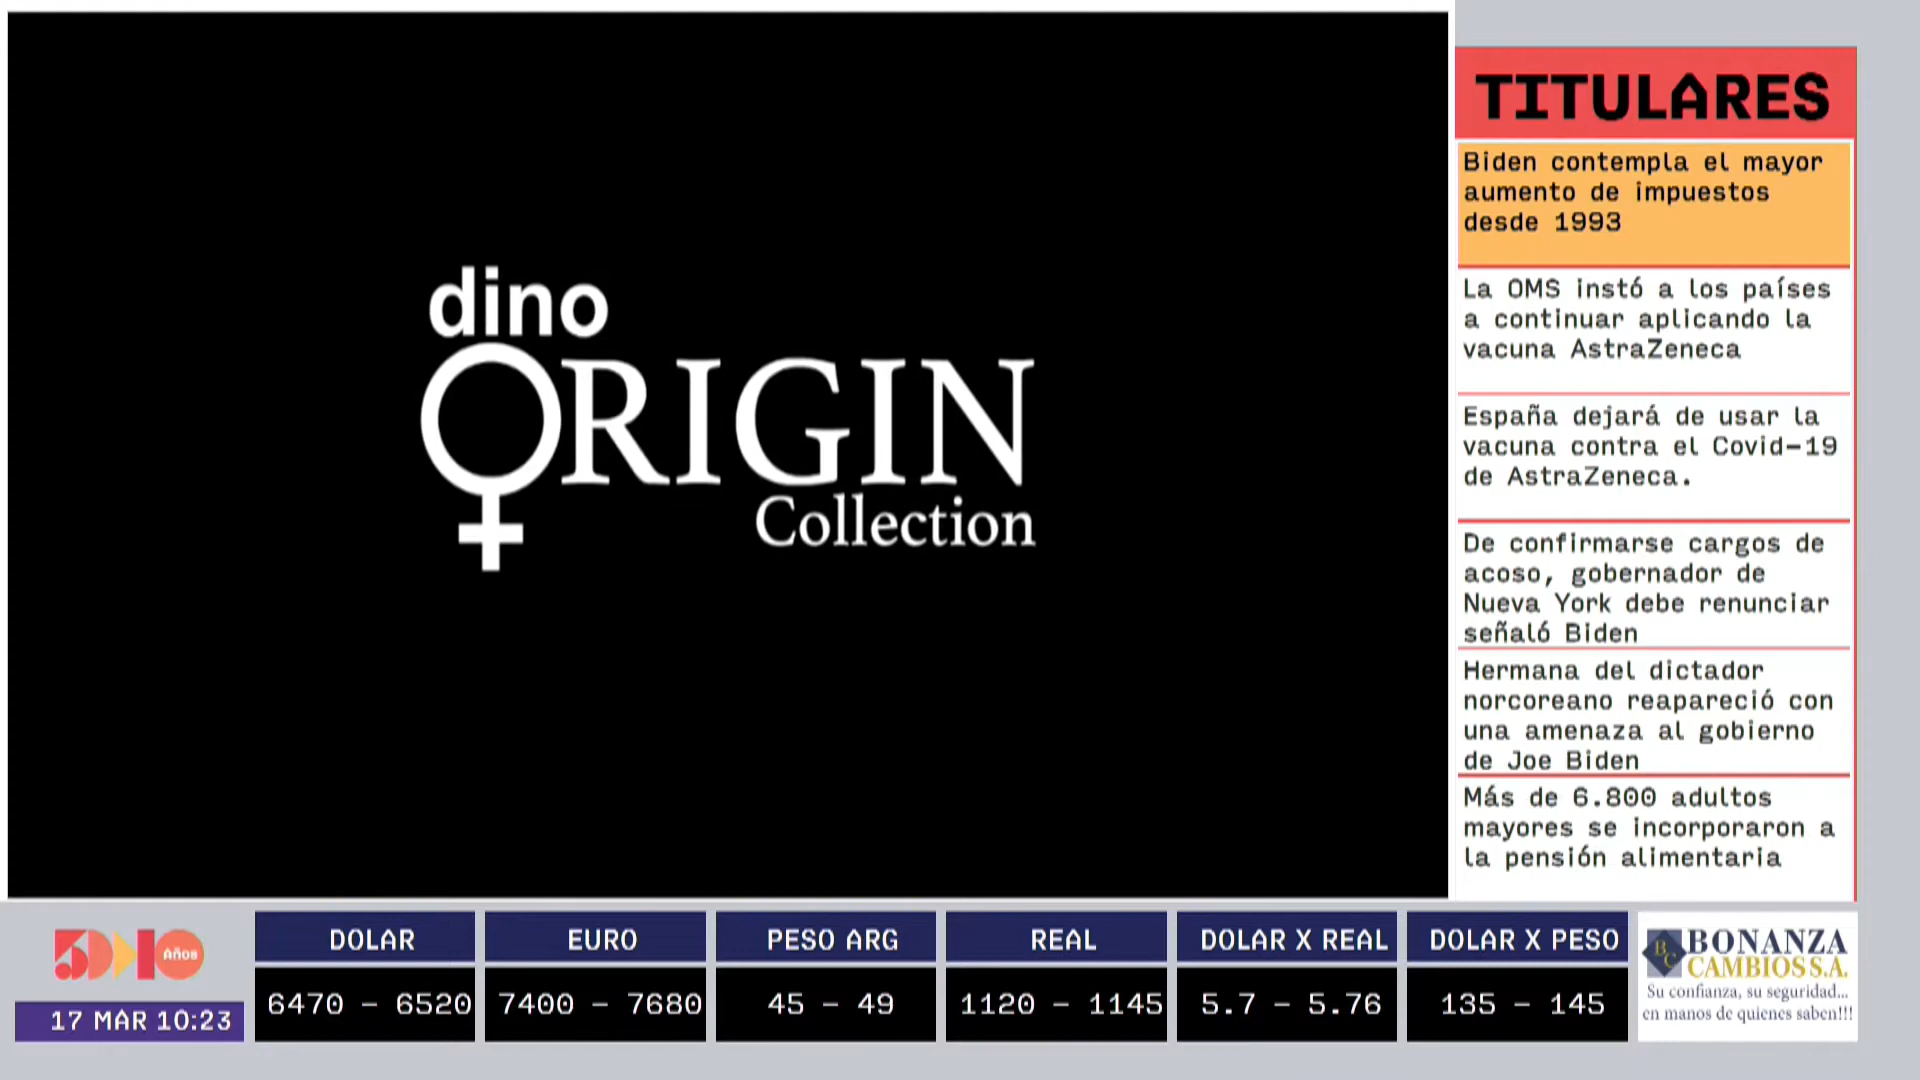 dino
ORIGIN
Collection
TITULARES
Biden contempla el mayor
aumento de impuestos
desde 1993
La OMS instó a los países
a continuar aplicando la
vacuna AstraZeneca
España dejará de usar la
vacuna contra el Covid-19
de AstraZeneca.
De confirmarse cargos de
acoso, gobernador de
Nueva York debe renunciar
señaló Biden
Hermana del dictador
norcoreano reapareció con
una amenaza al gobierno
de Joe Biden
Más de 6.800 adultos
mayores se incorporaron a
la pensión alimentaria
Años
17 MAR 10:23
DOLAR
6470 - 6520
EURO
7400 - 7680
PESO ARG
45 - 49
REAL
1120 - 1145
DOLAR X REAL
5.7 - 5.76
DOLAR X PESO
135 - 145
BC
BONANZA
CAMBIOS S.A.
Su confianza, su seguridad...
en manos de quienes saben!!!